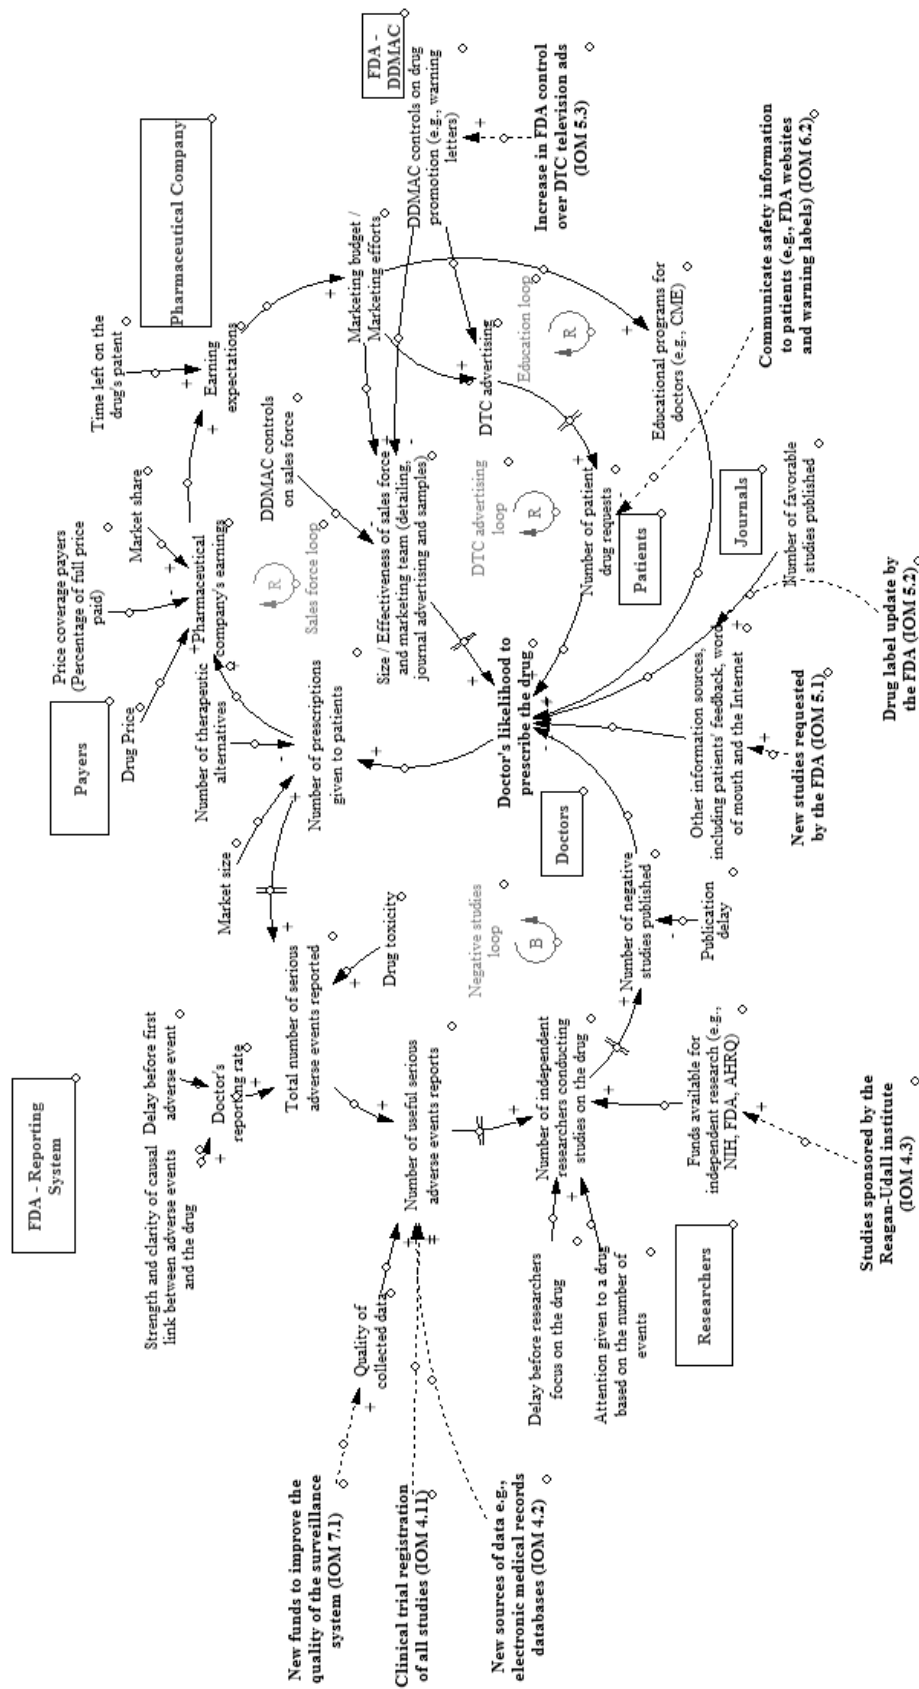 FDA - Reporting
System
Payers
Pharmaceutical Company
FDA -
DDMAC
Strength and clarity of causal
link between adverse events
and the drug
Delay before first
adverse event
Doctor's
reporting rate
+
+
Price coverage payers
(Percentage of full price
paid)
Drug Price
Market share
Time left on the
drug's patent
Number of therapeutic
alternatives
Pharmaceutical
company's earnings
+
+
-
+
Earning
expectations
+
+
Market size
Total number of serious
adverse events reported
+
+
Drug toxicity
Number of prescriptions
given to patients
-
+
+
Sales force loop
R
DDMAC controls
on sales force
Marketing budget /
Marketing efforts
+
DDMAC controls on drug
promotion (e.g., warning
letters)
+
Increase in FDA control
over DTC television ads
(IOM 5.3)
New funds to improve the
quality of the surveillance
system (IOM 7.1)
Quality of
collected data
+
Clinical trial registration
of all studies (IOM 4.11)
New sources of data e.g.,
electronic medical records
databases (IOM 4.2)
Number of useful serious
adverse events reports
+
Size / Effectiveness of sales force
and marketing team (detailing,
journal advertising and samples)
-
+
-
DTC advertising
+
DTC advertising
loop
R
Education loop
R
Negative studies
loop
B
Doctor's likelihood to
prescribe the drug
+
-
Number of patient
drug requests
+
-
Patients
Educational programs for
doctors (e.g., CME)
+
Communicate safety information
to patients (e.g., FDA websites
and warning labels) (IOM 6.2)
Delay before researchers
focus on the drug
Attention given to a drug
based on the number of
events
Number of independent
researchers conducting
studies on the drug
+
+
+
-
Doctors
Journals
Number of negative
studies published
+
-
Publication
delay
Other information sources,
including patients' feedback, word
of mouth and the Internet
+
+
Number of favorable
studies published
Researchers
Funds available for
independent research (e.g.,
NIH, FDA, AHRQ)
+
Studies sponsored by the
Reagan-Udall institute
(IOM 4.3)
New studies requested
by the FDA (IOM 5.1)
Drug label update by
the FDA (IOM 5.2)